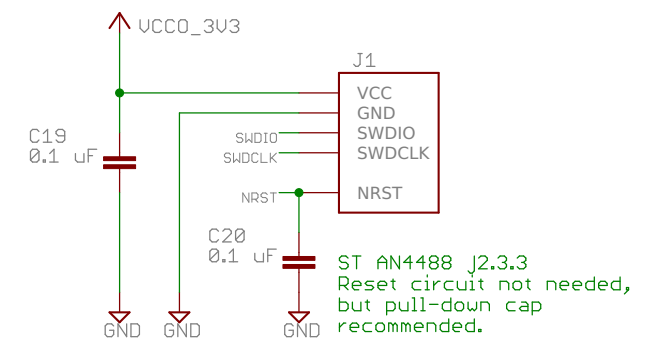 VCCO_3V3
J1
VCC
GND
SWDIO
SWDCLK
NRST
C19
0.1 uF
SWDIO
SWDCLK
NRST
C20
0.1 uF
ST AN4488 §2.3.3
Reset circuit not needed,
but pull-down cap
recommended.
GND
GND
GND